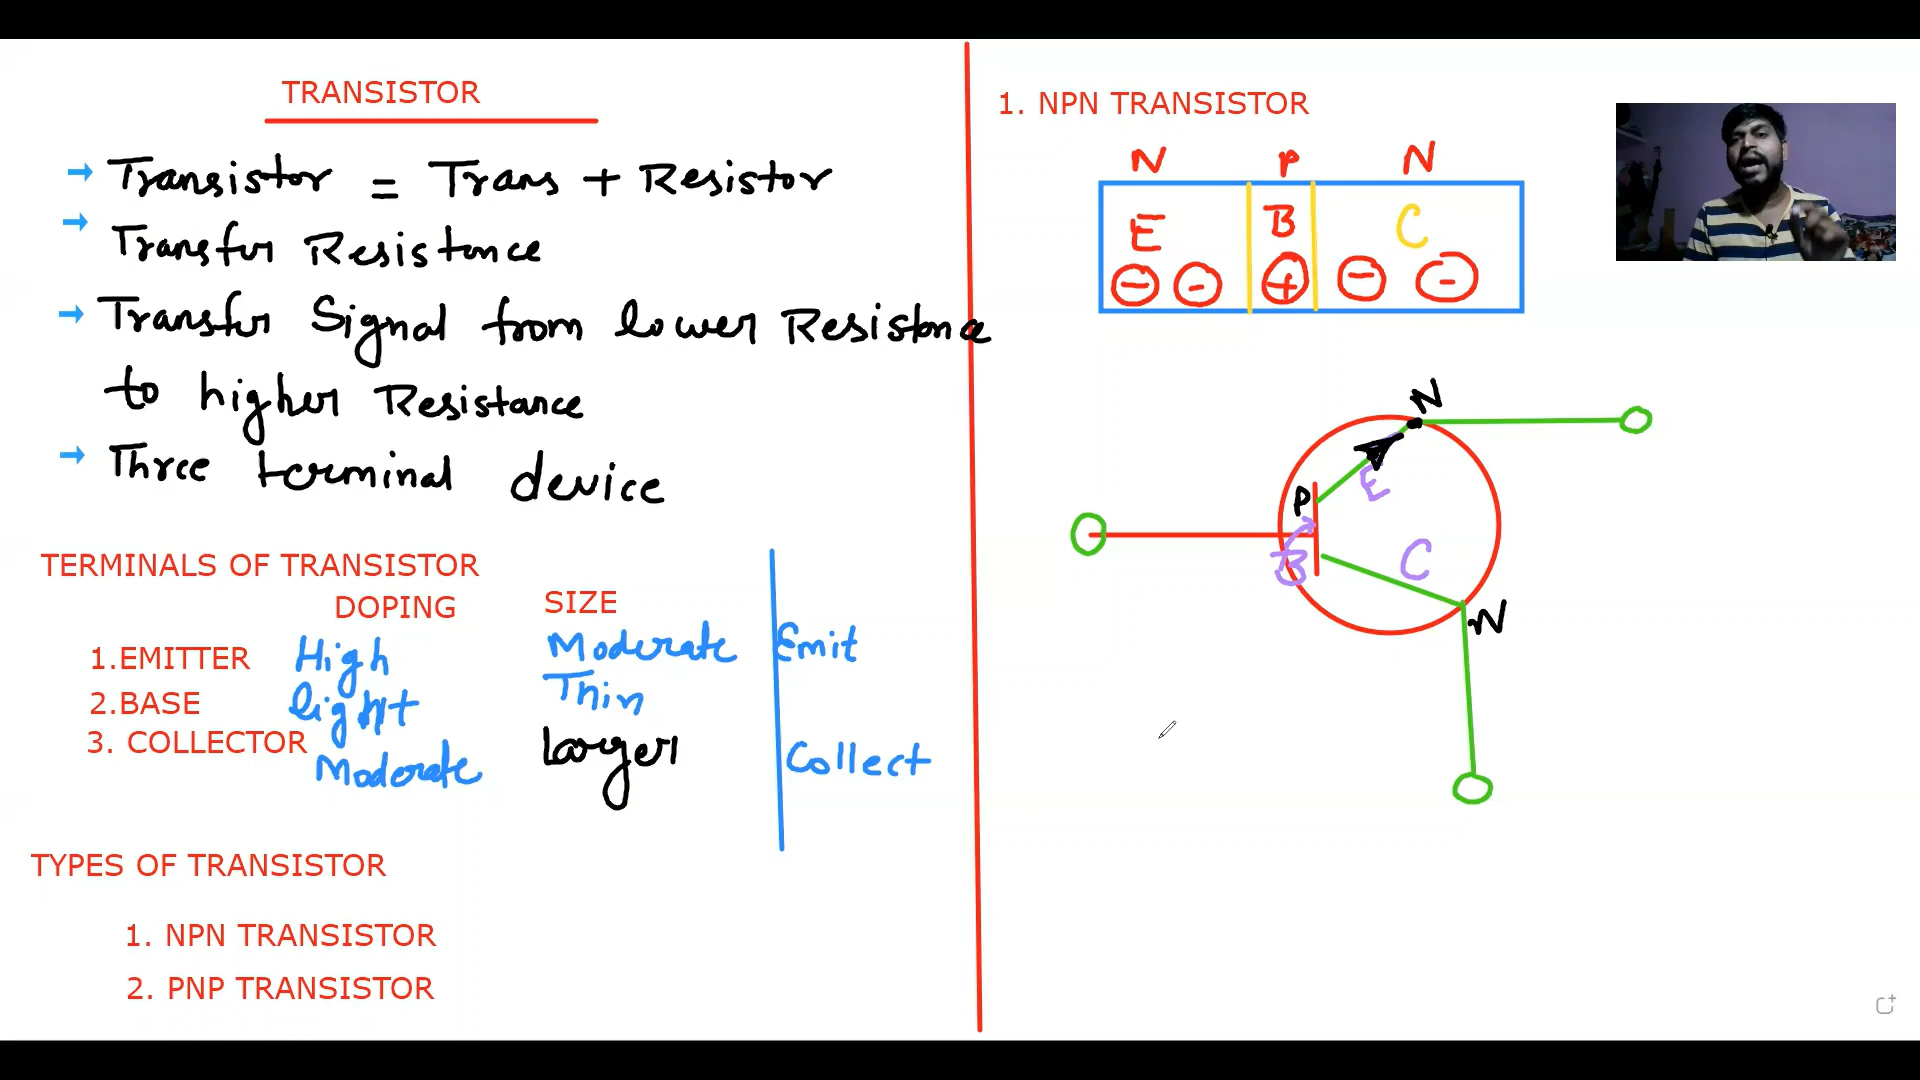 TRANSISTOR
→ Transistor = Trans + Resistor
→ Transfer Resistance
→ Transfer Signal from lower Resistance
to higher Resistance
→ Three terminal device
TERMINALS OF TRANSISTOR
DOPING SIZE
1.EMITTER High Moderate Emit
2.BASE light Thin
3. COLLECTOR Moderate Larger Collect
TYPES OF TRANSISTOR
1. NPN TRANSISTOR
2. PNP TRANSISTOR
1. NPN TRANSISTOR
N P N
E B C
- - + - -
N
E
P
B
C
N